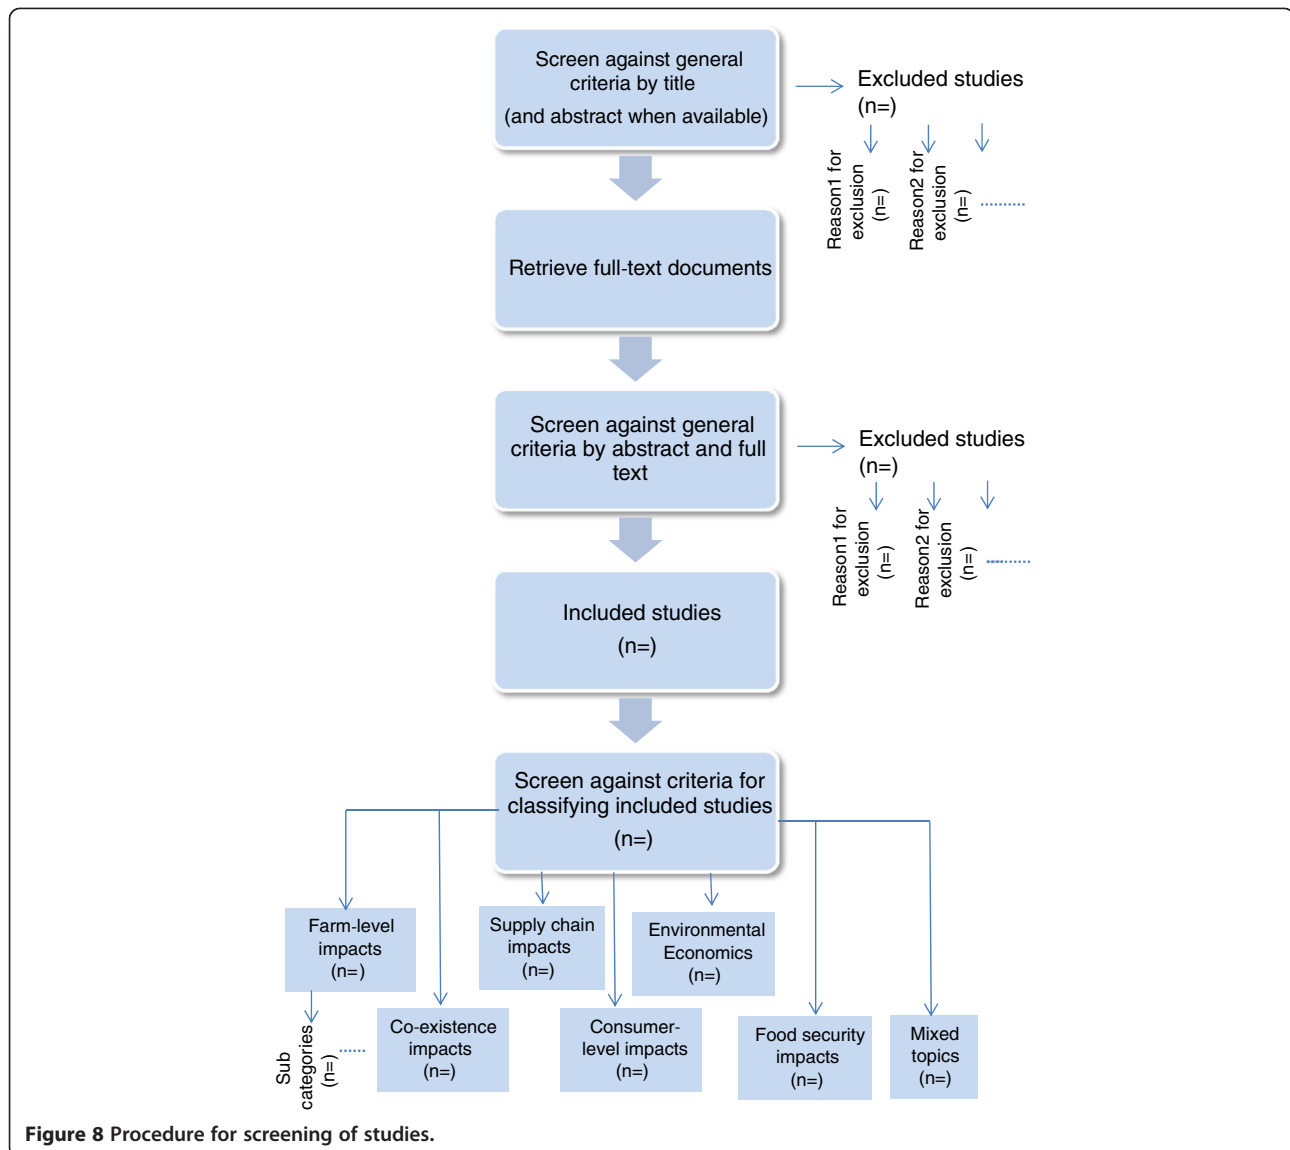 Screen against general
criteria by title
(and abstract when available)
Excluded studies
(n=)
Reason1 for
exclusion
(n=)
Reason2 for
exclusion
(n=)
Retrieve full-text documents
Screen against general
criteria by abstract and full
text
Excluded studies
(n=)
Reason1 for
exclusion
(n=)
Reason2 for
exclusion
(n=)
Included studies
(n=)
Screen against criteria for
classifying included studies
(n=)
Farm-level
impacts
(n=)
Supply chain
impacts
(n=)
Environmental
Economics
(n=)
Sub
categories
(n=)
Co-existence
impacts
(n=)
Consumer-
level impacts
(n=)
Food security
impacts
(n=)
Mixed
topics
(n=)
Figure 8 Procedure for screening of studies.